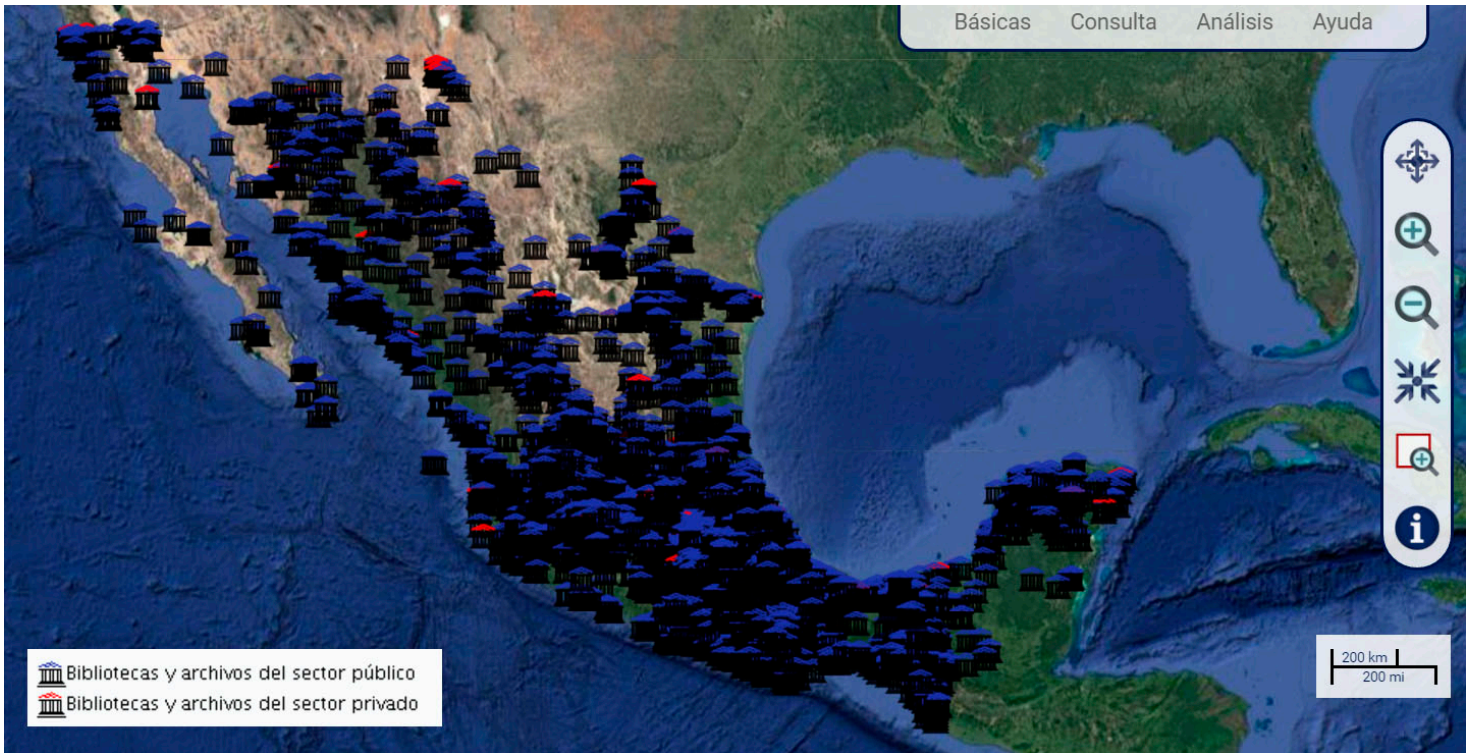 Básicas Consulta Análisis Ayuda
200 km
200 mi
Bibliotecas y archivos del sector público
Bibliotecas y archivos del sector privado